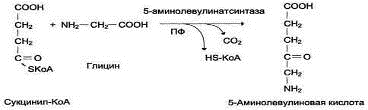 COOH
CH₂
CH₂
C=O
SKoA
Сукцинил-КоА
+
NH₂—CH₂—COOH
Глицин
5-аминолевулинатсинтаза
ПФ
CO₂
HS-KoA
COOH
CH₂
CH₂
C=O
CH₂
NH₂
5-Аминолевулиновая кислота